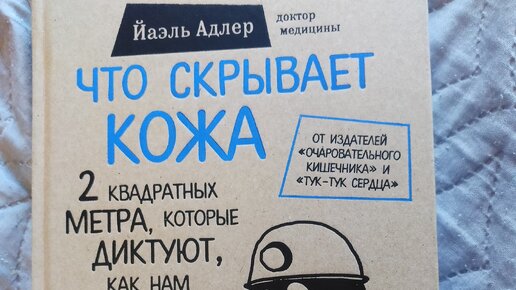 Йаэль Адлер
доктор
медицины
ЧТО СКРЫВАЕТ
КОЖА
ОТ ИЗДАТЕЛЕЙ
«ОЧАРОВАТЕЛЬНОГО
КИШЕЧНИКА» И
«ТУК-ТУК СЕРДЦА»
2 КВАДРАТНЫХ
МЕТРА, КОТОРЫЕ
ДИКТУЮТ,
КАК НАМ